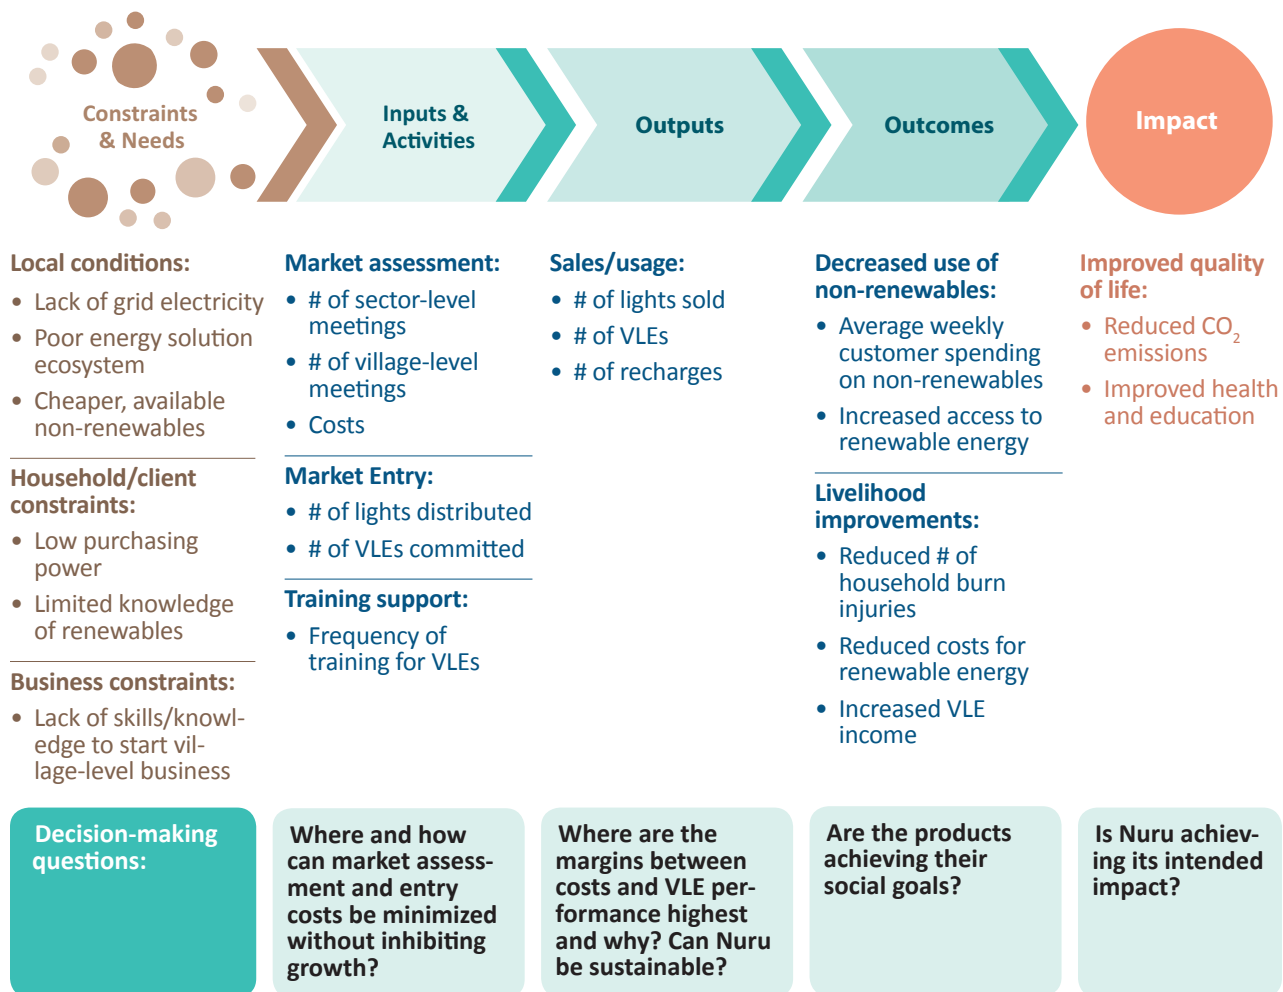 Constraints
& Needs
Inputs &
Activities
Outputs
Outcomes
Impact
Local conditions:
• Lack of grid electricity
• Poor energy solution
ecosystem
• Cheaper, available
non-renewables
Household/client
constraints:
• Low purchasing
power
• Limited knowledge
of renewables
Business constraints:
• Lack of skills/knowl-
edge to start vil-
lage-level business
Market assessment:
• # of sector-level
meetings
• # of village-level
meetings
• Costs
Market Entry:
• # of lights distributed
• # of VLEs committed
Training support:
• Frequency of
training for VLEs
Sales/usage:
• # of lights sold
• # of VLEs
• # of recharges
Decreased use of
non-renewables:
• Average weekly
customer spending
on non-renewables
• Increased access to
renewable energy
Livelihood
improvements:
• Reduced # of
household burn
injuries
• Reduced costs for
renewable energy
• Increased VLE
income
Improved quality
of life:
• Reduced CO2
emissions
• Improved health
and education
Decision-making
questions:
Where and how
can market assess-
ment and entry
costs be minimized
without inhibiting
growth?
Where are the
margins between
costs and VLE per-
formance highest
and why? Can Nuru
be sustainable?
Are the products
achieving their
social goals?
Is Nuru achiev-
ing its intended
impact?